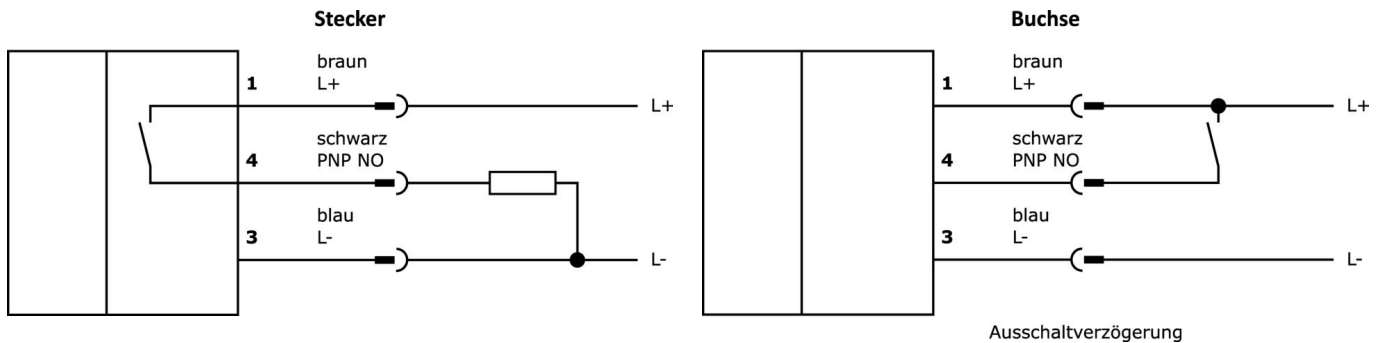 Stecker
braun
1 L+
L+
schwarz
4 PNP NO
blau
3 L-
L-
Buchse
braun
1 L+
L+
schwarz
4 PNP NO
blau
3 L-
L-
Ausschaltverzögerung